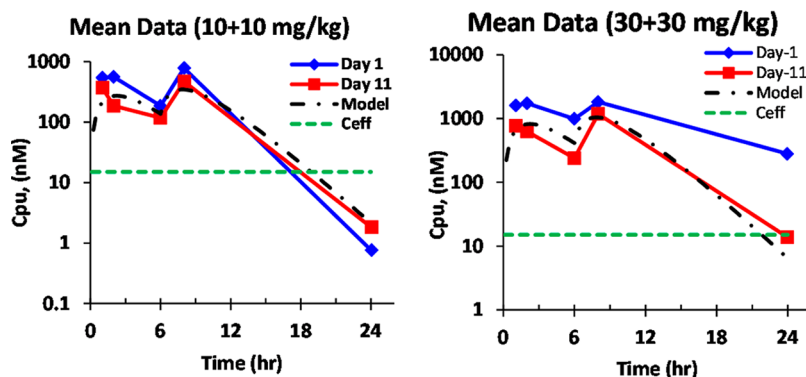 Mean Data (10+10 mg/kg)
1000
100
10
1
0.1
Cpu, (nM)
0
6
12
18
24
Time (hr)
Day 1
Day 11
Model
Ceff
Mean Data (30+30 mg/kg)
10000
1000
100
10
1
Cpu, (nM)
0
6
12
18
24
Time (hr)
Day-1
Day-11
Model
Ceff